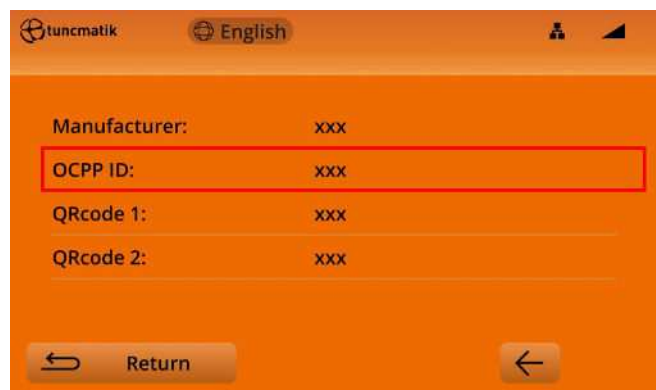 tuncmatik English
Manufacturer: xxx
OCPP ID: xxx
QRcode 1: xxx
QRcode 2: xxx
Return